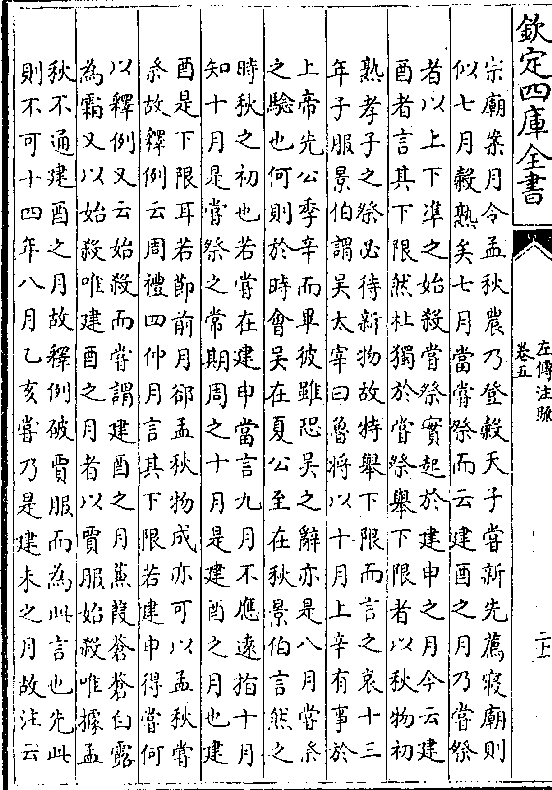 欽定四庫全書
左傳注疏
卷五
二十
宗廟案月令孟秋農乃登穀天子嘗新先薦寢廟則
似七月穀熟矣七月當嘗祭而云建酉之月乃嘗祭
者以上下準之始殺嘗祭實起於建申之月今云建
酉者言其下限然杜獨於嘗祭舉下限者以秋物初
熟孝子之祭必待新物故特舉下限而言之哀十三
年子服景伯謂吳太宰曰魯將以十月上辛有事於
上帝先公季辛而畢彼雖恐吳之辭亦是八月嘗祭
之驗也何則於時會吳在夏公至在秋景伯言然之
時秋之初也若嘗在建申當言九月不應遠指十月
知十月是嘗祭之常期周之十月是建酉之月也建
酉是下限耳若節前月郤孟秋物成亦可以孟秋嘗
祭故釋例云周禮四仲月言其下限若建申得嘗何
以釋例又云始殺而嘗謂建酉之月蒹葭蒼蒼白露
為霜又以始殺唯建酉之月者以賈服始殺唯據孟
秋不通建酉之月故釋例破賈服而為此言也先此
則不可十四年八月乙亥嘗乃是建未之月故注云